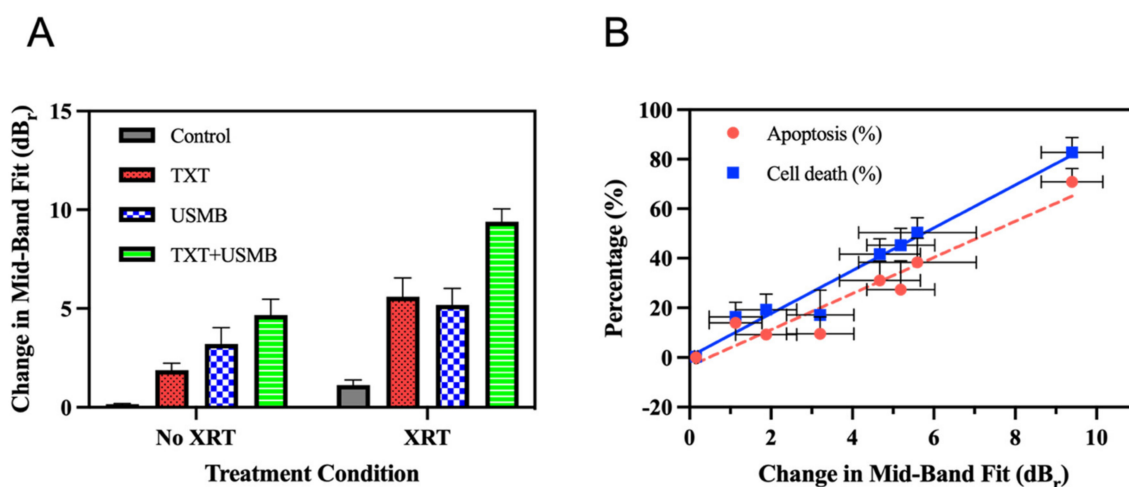 A
Change in Mid-Band Fit (dBr)
15
10
5
0
Control
TXT
USMB
TXT+USMB
No XRT
XRT
Treatment Condition
B
Percentage (%)
100
80
60
40
20
0
-20
Apoptosis (%)
Cell death (%)
0
2
4
6
8
10
Change in Mid-Band Fit (dBr)